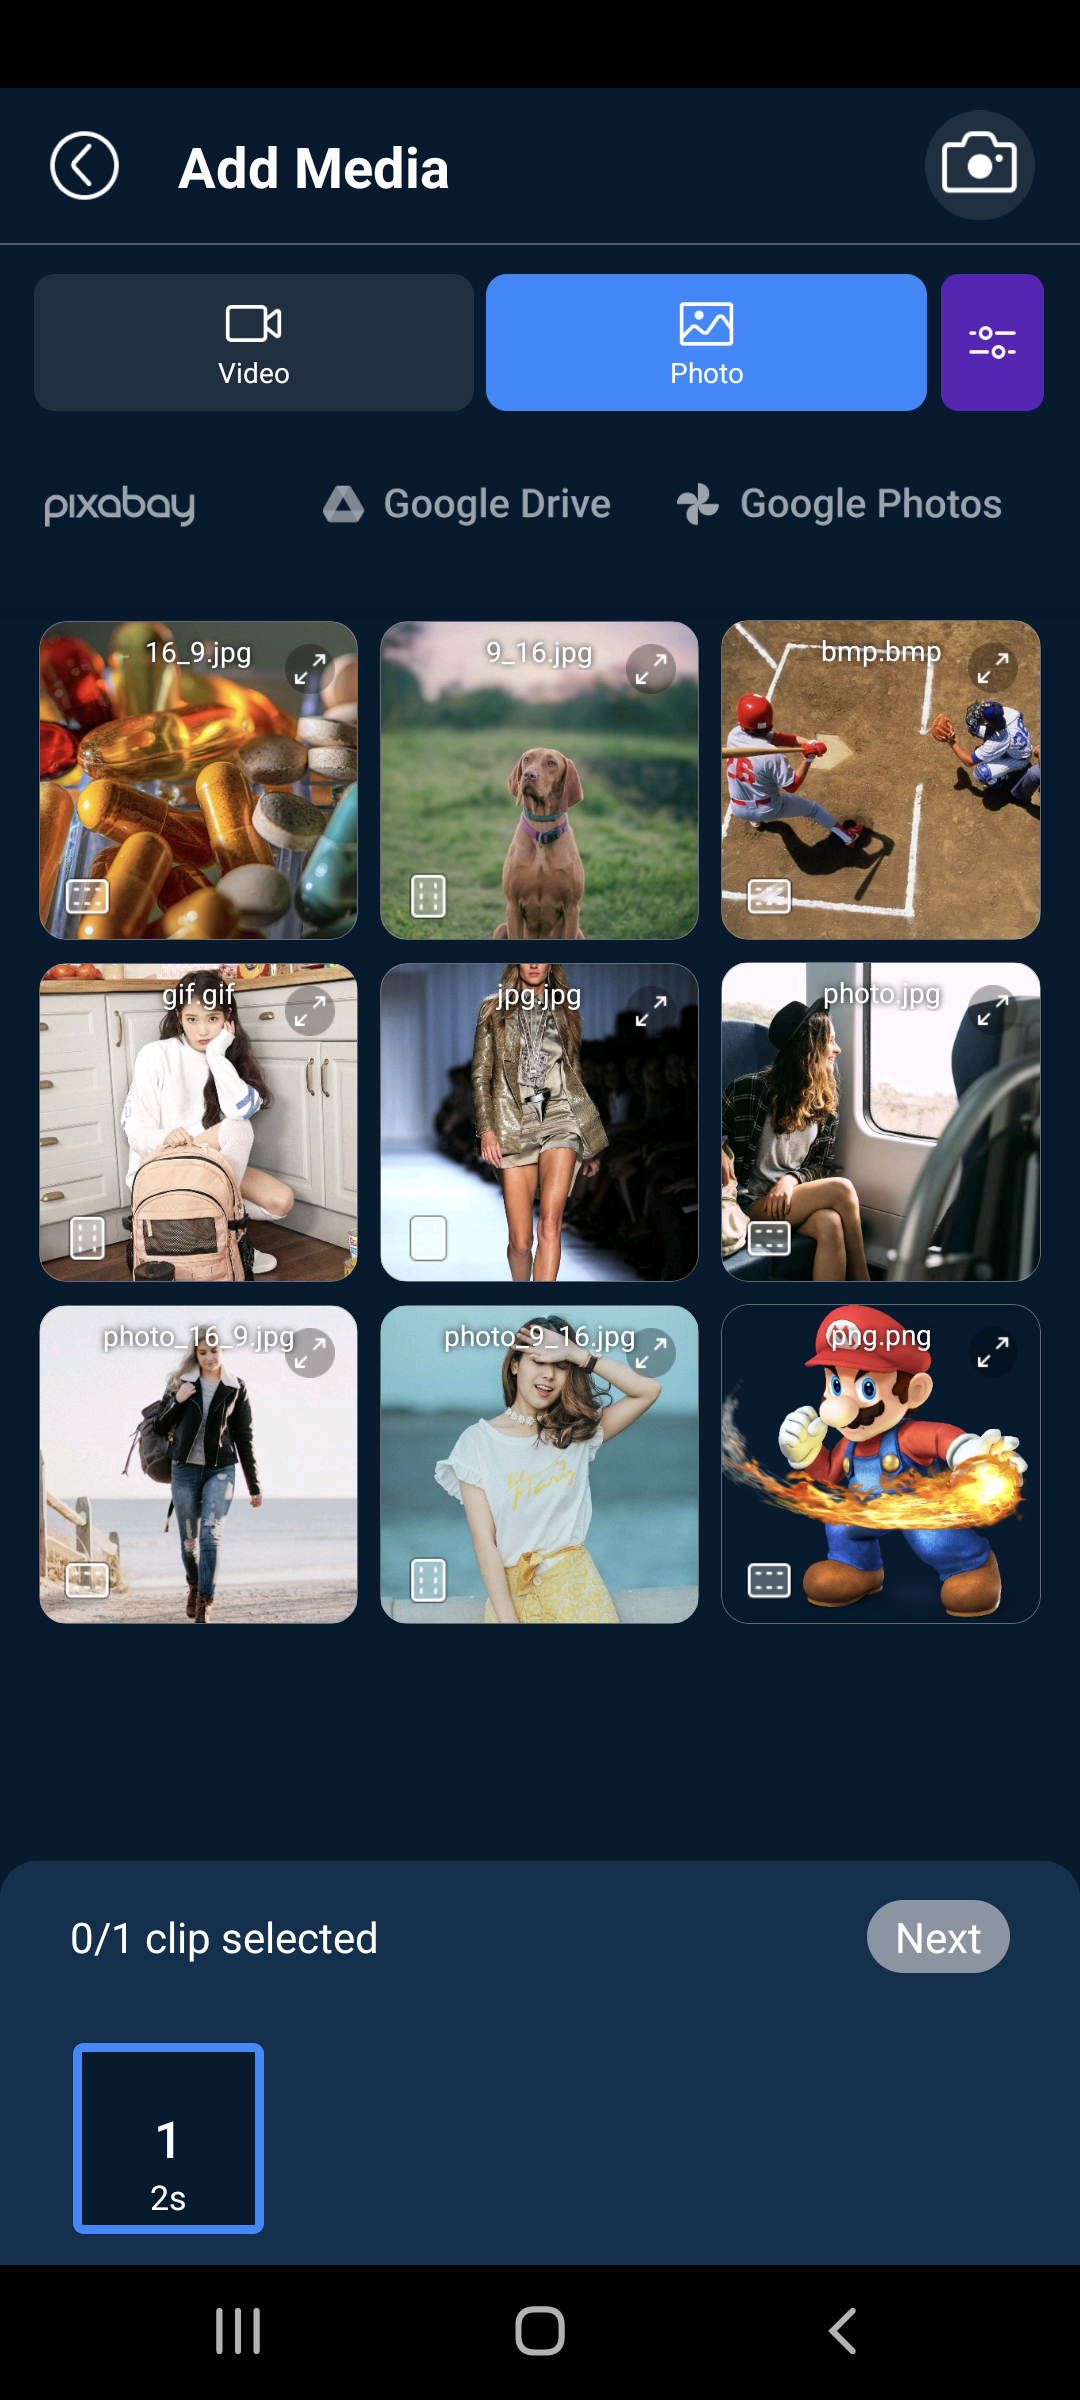 Add Media
Video
Photo
pixabay
Google Drive
Google Photos
16_9.jpg
9_16.jpg
bmp.bmp
16
gif.gif
jpg.jpg
photo.jpg
photo_16_9.jpg
photo_9_16.jpg
png.png
0/1 clip selected
Next
1
2s